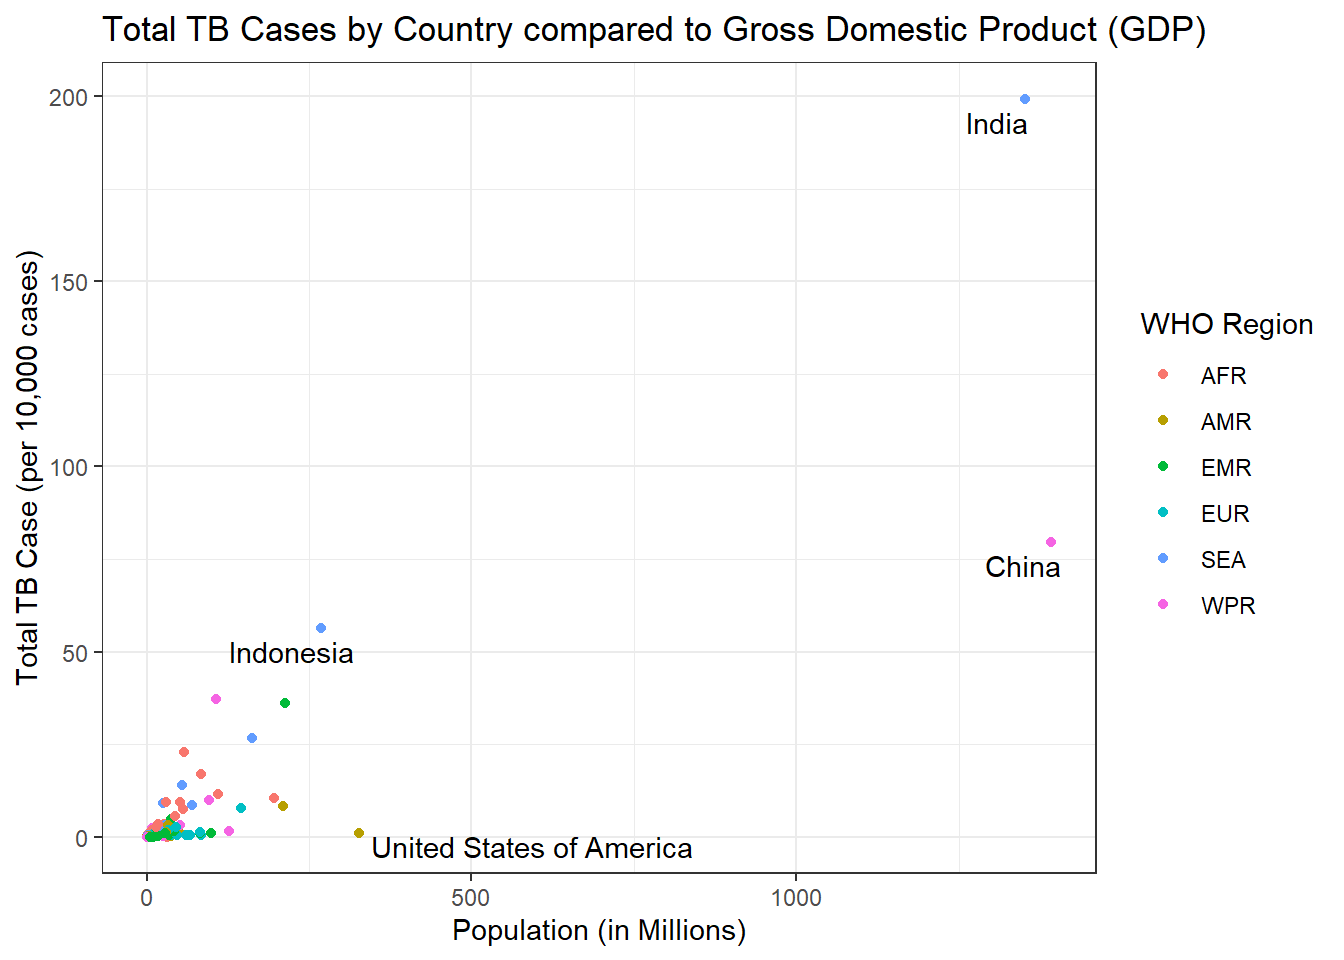 Total TB Cases by Country compared to Gross Domestic Product (GDP)
Total TB Case (per 10,000 cases)
200
150
100
50
0
India
China
Indonesia
United States of America
0
500
1000
Population (in Millions)
WHO Region
AFR
AMR
EMR
EUR
SEA
WPR